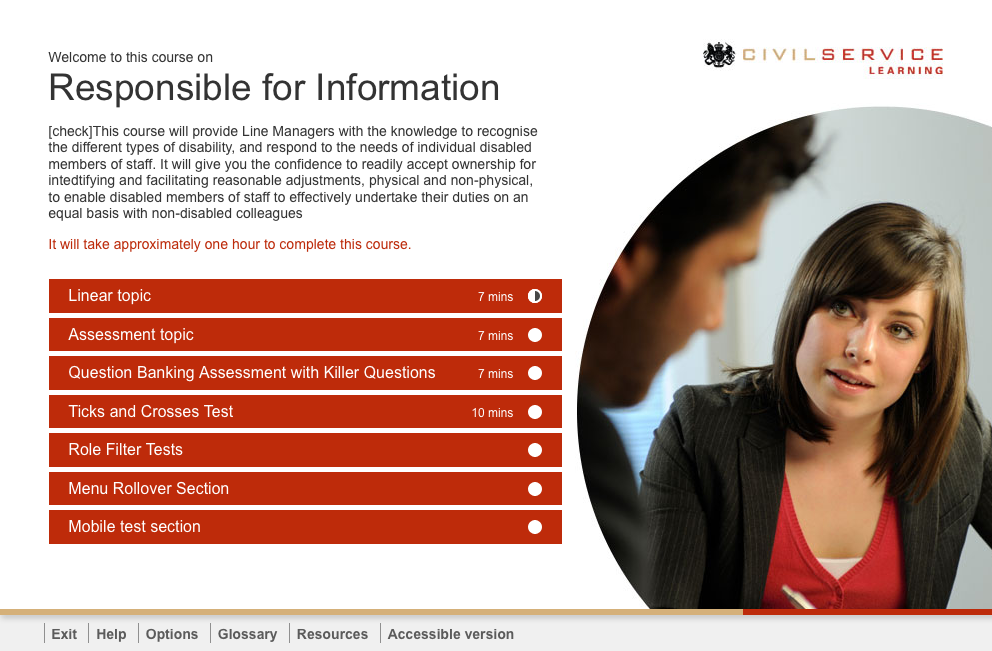 Welcome to this course on
Responsible for Information
[check]This course will provide Line Managers with the knowledge to recognise
the different types of disability, and respond to the needs of individual disabled
members of staff. It will give you the confidence to readily accept ownership for
intedtifying and facilitating reasonable adjustments, physical and non-physical,
to enable disabled members of staff to effectively undertake their duties on an
equal basis with non-disabled colleagues
It will take approximately one hour to complete this course.
CIVILSERVICE
LEARNING
Linear topic 7 mins
Assessment topic 7 mins
Question Banking Assessment with Killer Questions 7 mins
Ticks and Crosses Test 10 mins
Role Filter Tests
Menu Rollover Section
Mobile test section
Exit Help Options Glossary Resources Accessible version